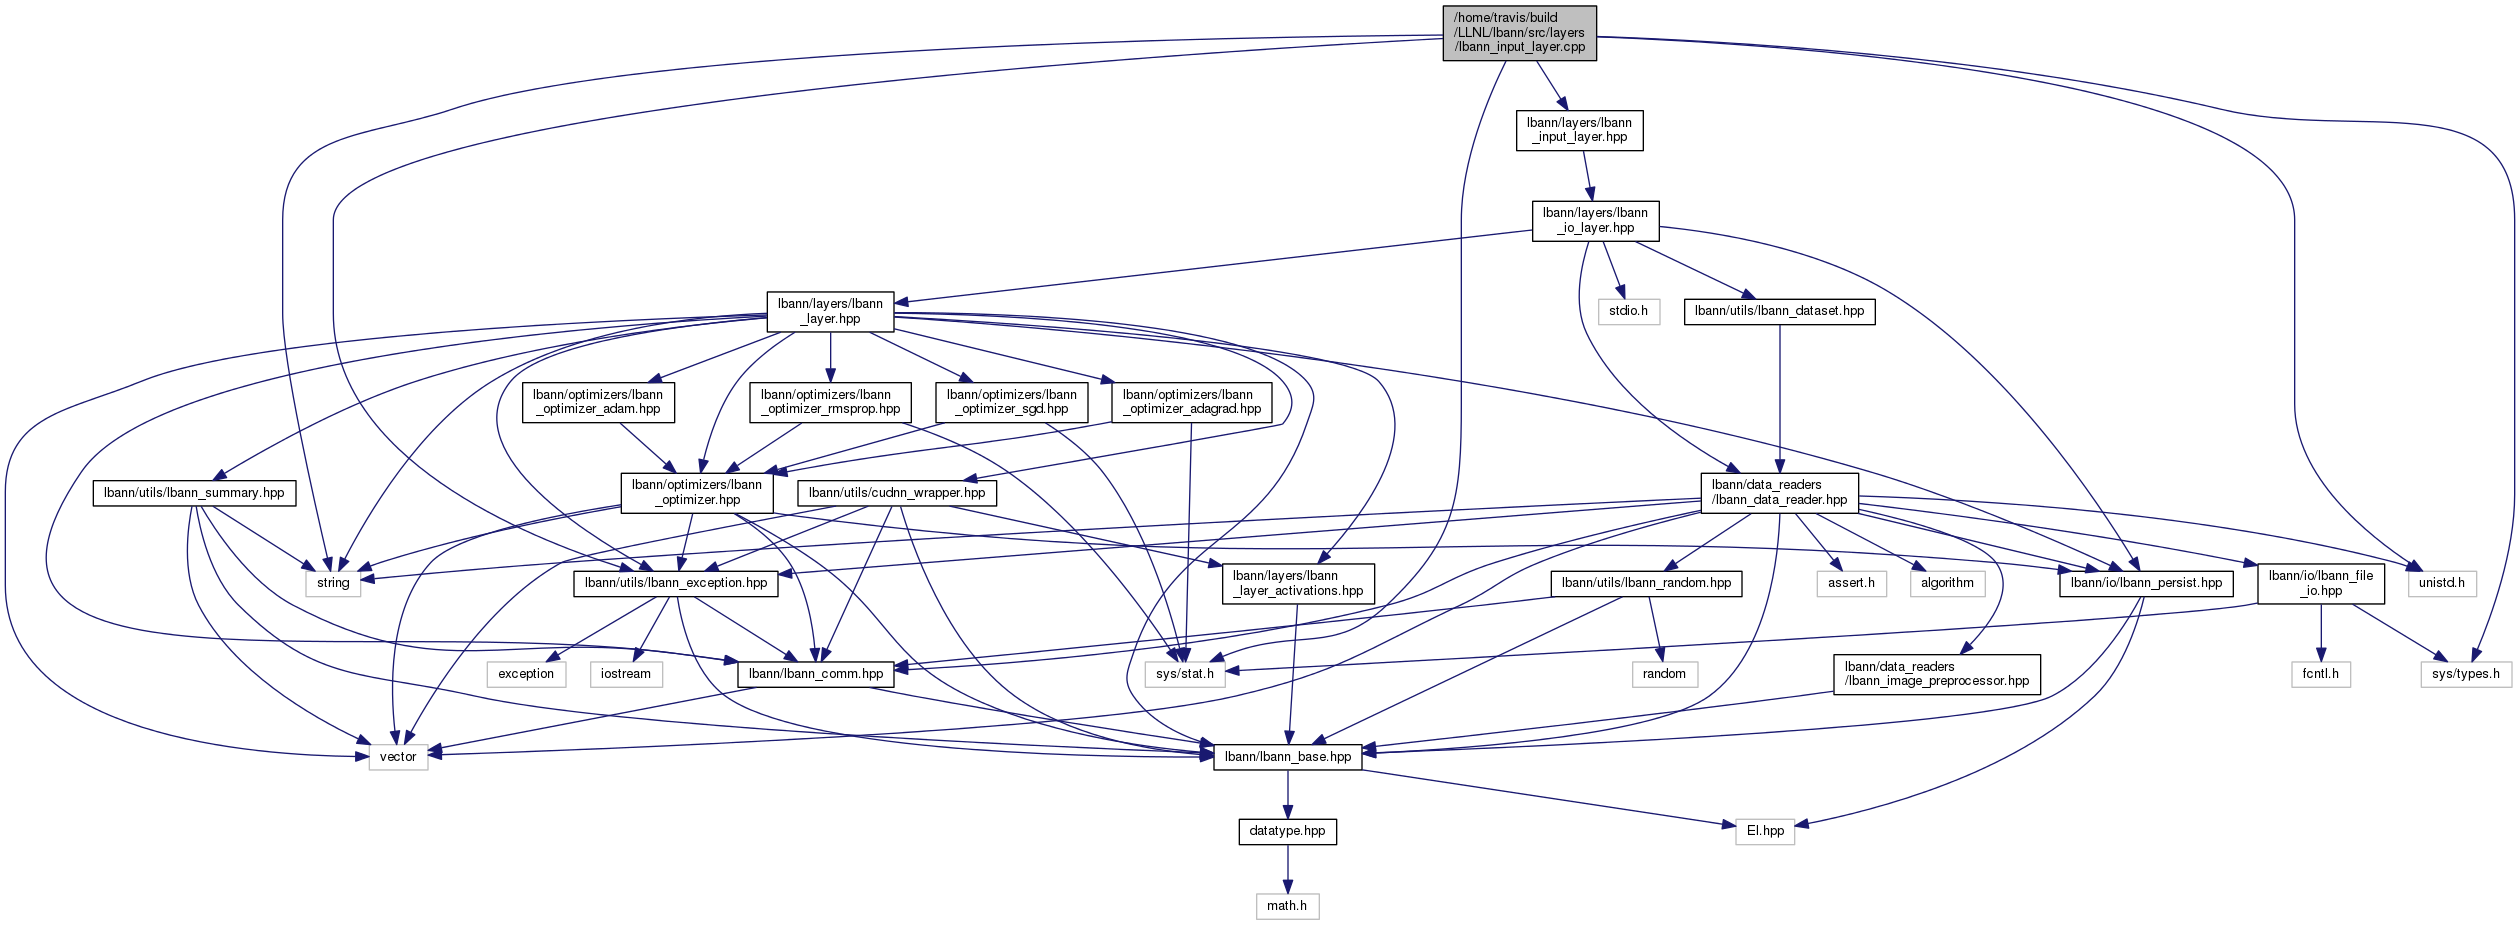 /home/travis/build
/LLNL/lbann/src/layers
/lbann_input_layer.cpp
lbann/layers/lbann
_input_layer.hpp
lbann/layers/lbann
_io_layer.hpp
lbann/layers/lbann
_layer.hpp
stdio.h
lbann/utils/lbann_dataset.hpp
lbann/optimizers/lbann
_optimizer_adam.hpp
lbann/optimizers/lbann
_optimizer_rmsprop.hpp
lbann/optimizers/lbann
_optimizer_sgd.hpp
lbann/optimizers/lbann
_optimizer_adagrad.hpp
lbann/utils/lbann_summary.hpp
lbann/optimizers/lbann
_optimizer.hpp
lbann/utils/cudnn_wrapper.hpp
lbann/data_readers
/lbann_data_reader.hpp
string
lbann/utils/lbann_exception.hpp
lbann/layers/lbann
_layer_activations.hpp
lbann/utils/lbann_random.hpp
assert.h
algorithm
lbann/io/lbann_persist.hpp
lbann/io/lbann_file
_io.hpp
unistd.h
exception
iostream
lbann/lbann_comm.hpp
sys/stat.h
random
lbann/data_readers
/lbann_image_preprocessor.hpp
fcntl.h
sys/types.h
vector
lbann/lbann_base.hpp
datatype.hpp
El.hpp
math.h